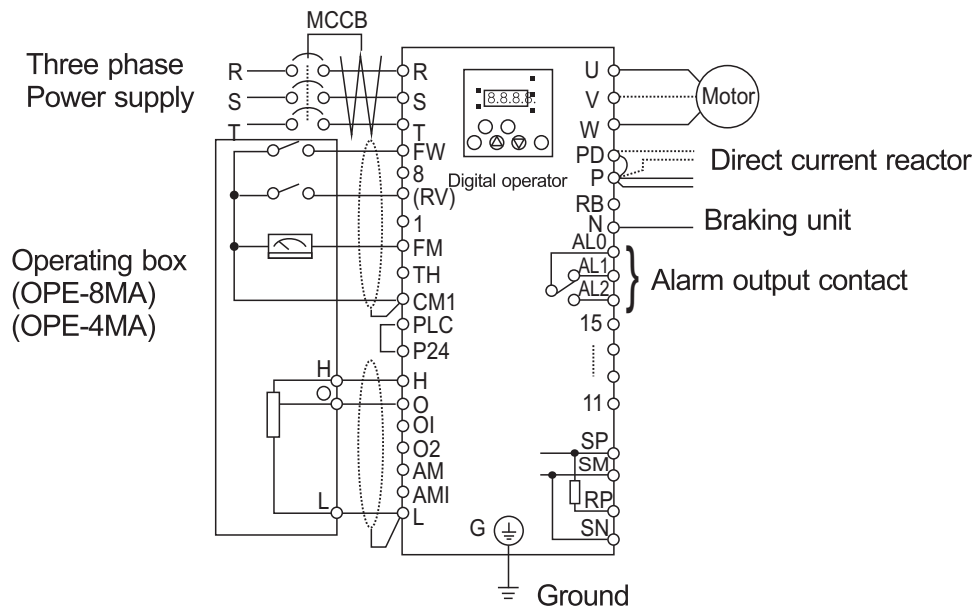 MCCB
Three phase
Power supply
R
S
T
R
S
T
8.8.8.8.
Digital operator
U
V
W
Motor
PD
P
Direct current reactor
RB
N
Braking unit
AL0
AL1
AL2
Alarm output contact
FW
8
(RV)
1
FM
TH
CM1
PLC
P24
Operating box
(OPE-8MA)
(OPE-4MA)
H
O
L
H
O
OI
O2
AM
AMI
L
15
11
SP
SM
RP
SN
G
Ground